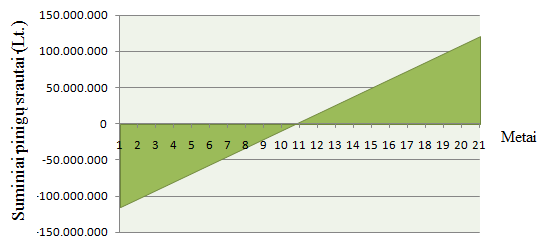 Suminiai pinigų srautai (Lt.)
150.000.000
100.000.000
50.000.000
0
-50.000.000
-100.000.000
-150.000.000
1 2 3 4 5 6 7 8 9 10 11 12 13 14 15 16 17 18 19 20 21
Metai